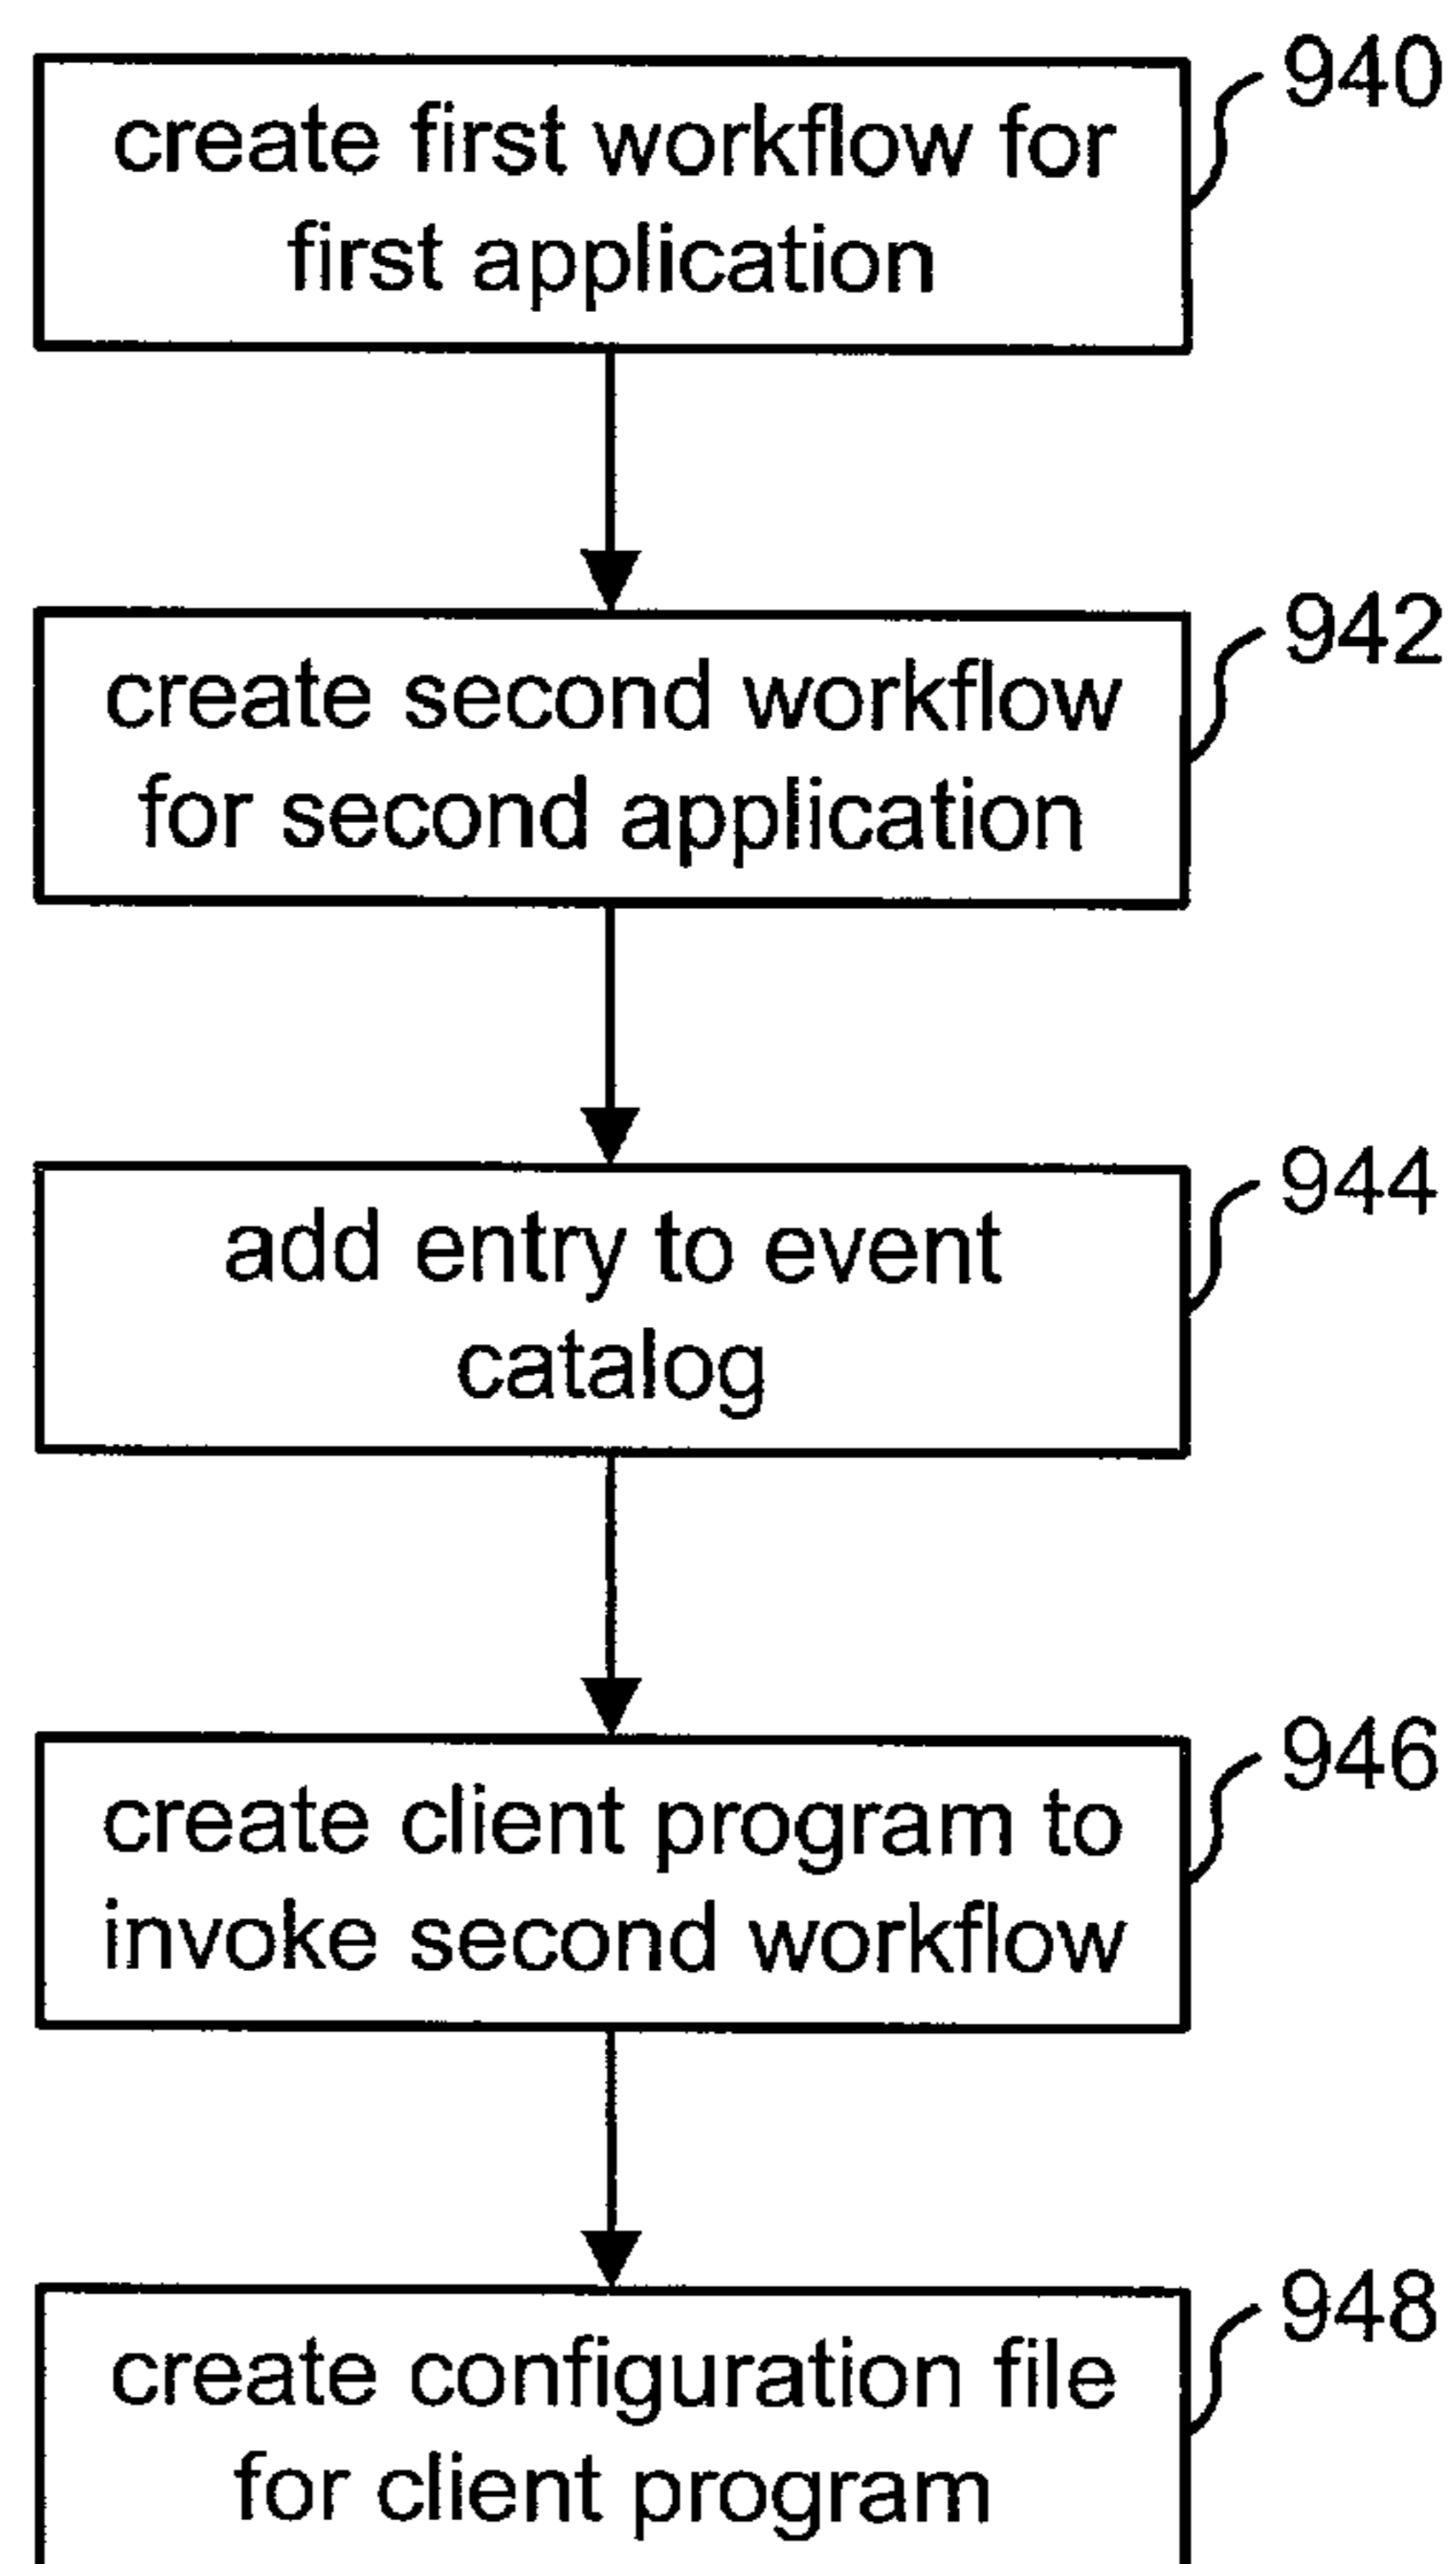 940
create first workflow for
first application
942
create second workflow
for second application
944
add entry to event
catalog
946
create client program to
invoke second workflow
948
create configuration file
for client program